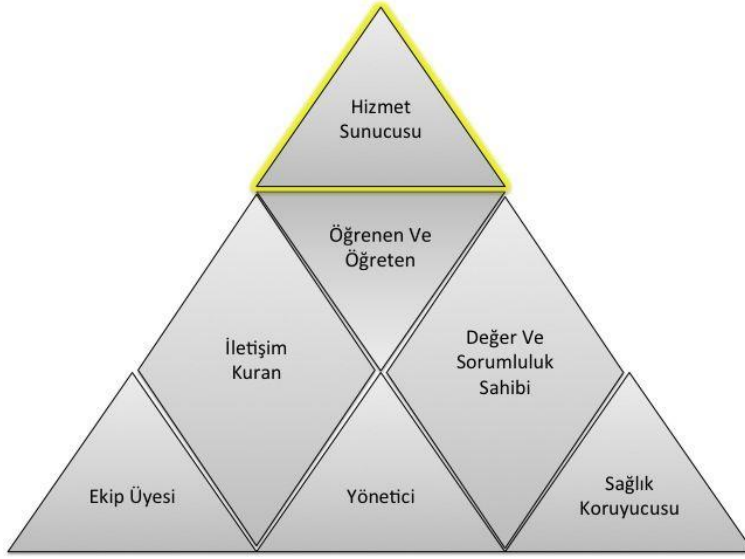 Hizmet
Sunucusu
Öğrenen Ve
Öğreten
İletişim
Kuran
Değer Ve
Sorumluluk
Sahibi
Ekip Üyesi
Yönetici
Sağlık
Koruyucusu